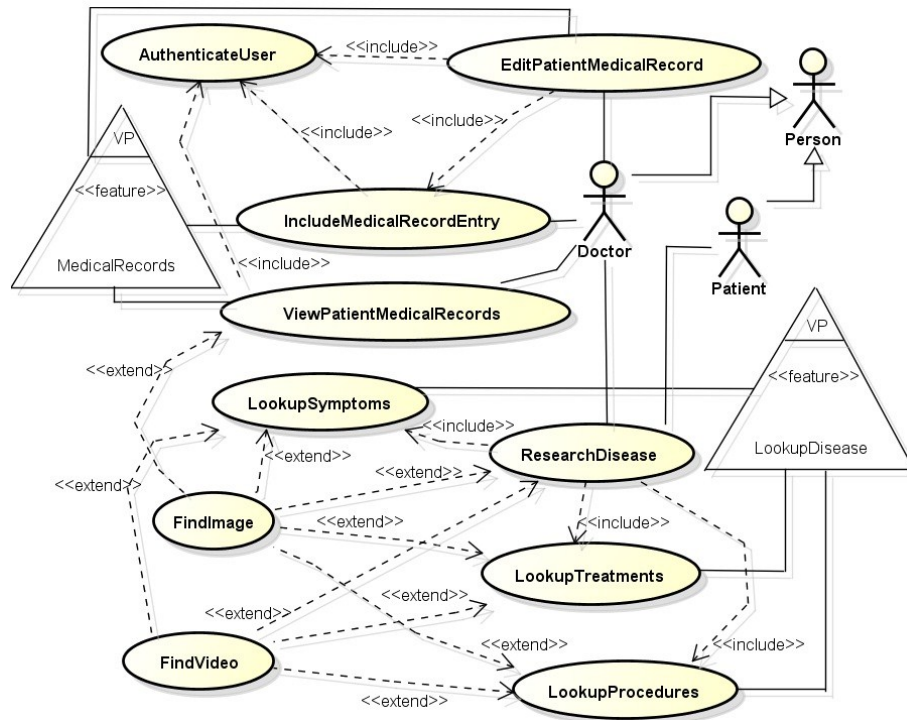 <<include>>
AuthenticateUser
EditPatientMedicalRecord
Person
VP
<<include>>
<<include>>
<<feature>>
IncludeMedicalRecordEntry
Doctor
MedicalRecords
<<include>>
Patient
ViewPatientMedicalRecords
VP
<<extend>>
<<feature>>
LookupSymptoms
<<include>>
ResearchDisease
LookupDisease
<<extend>>
<<extend>>
<<extend>>
FindImage
<<extend>>
<<include>>
LookupTreatments
<<extend>>
<<extend>>
<<extend>>
<<include>>
FindVideo
LookupProcedures
<<extend>>